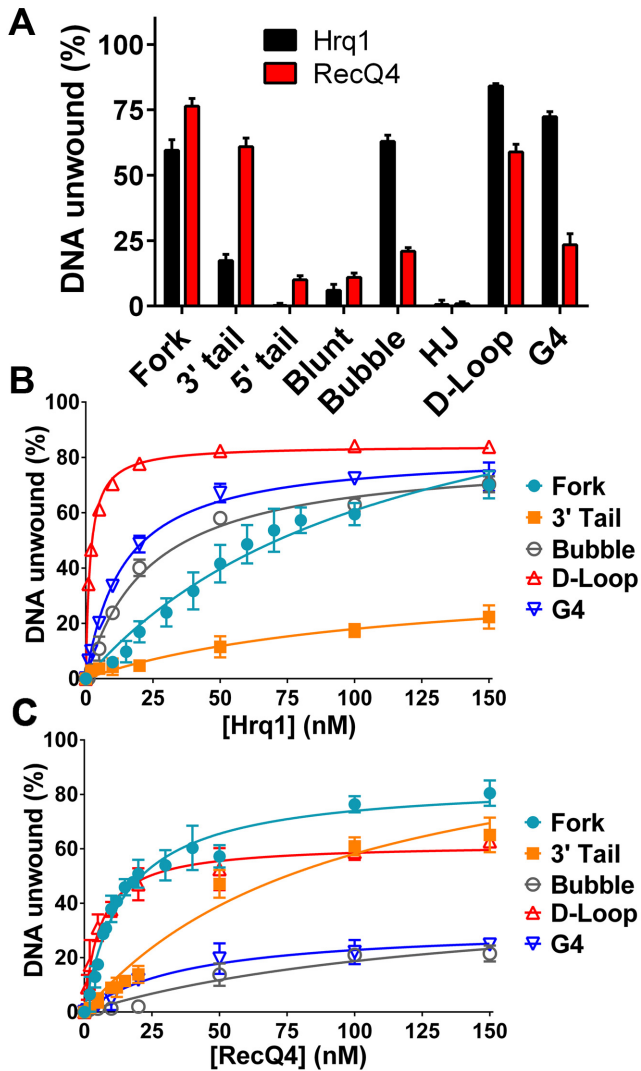 A
DNA unwound (%)
100
75
50
25
0
Hrq1
RecQ4
Fork
3' tail
5' tail
Blunt
Bubble
HJ
D-Loop
G4
B
DNA unwound (%)
100
80
60
40
20
0
0 25 50 75 100 125 150
[Hrq1] (nM)
Fork
3' Tail
Bubble
D-Loop
G4
C
DNA unwound (%)
100
80
60
40
20
0
0 25 50 75 100 125 150
[RecQ4] (nM)
Fork
3' Tail
Bubble
D-Loop
G4